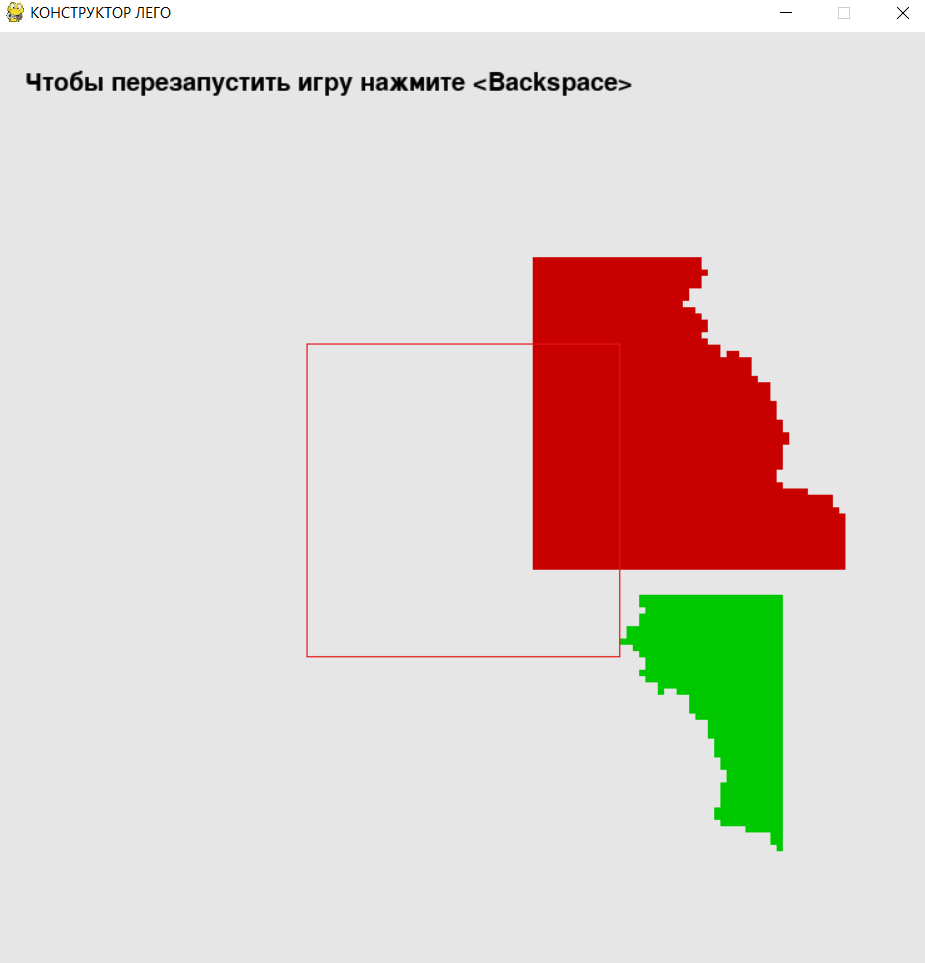 КОНСТРУКТОР ЛЕГО
Чтобы перезапустить игру нажмите <Backspace>